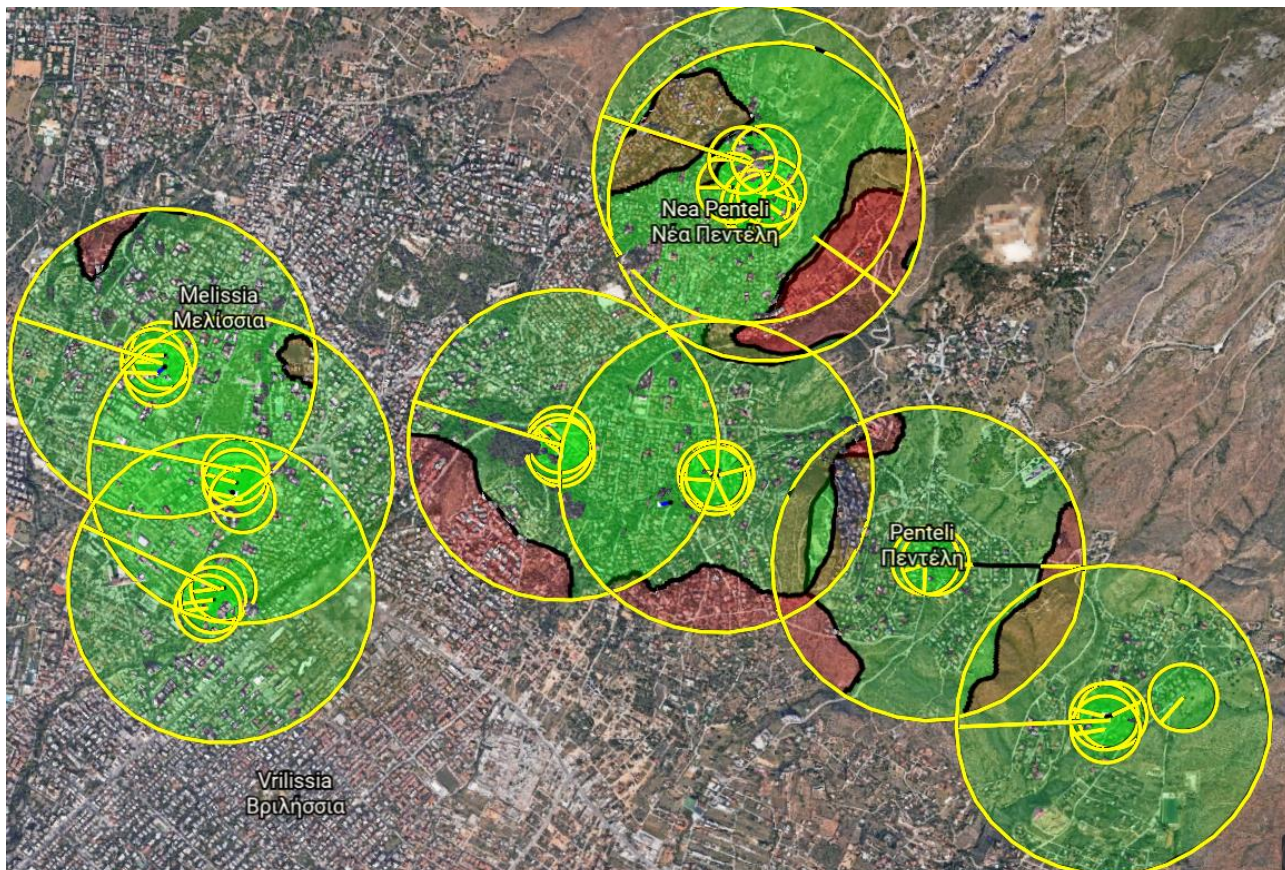 Nea Penteli
Νέα Πεντέλη
Melissia
Μελίσσια
Penteli
Πεντέλη
Vrilissia
Βριλήσσια